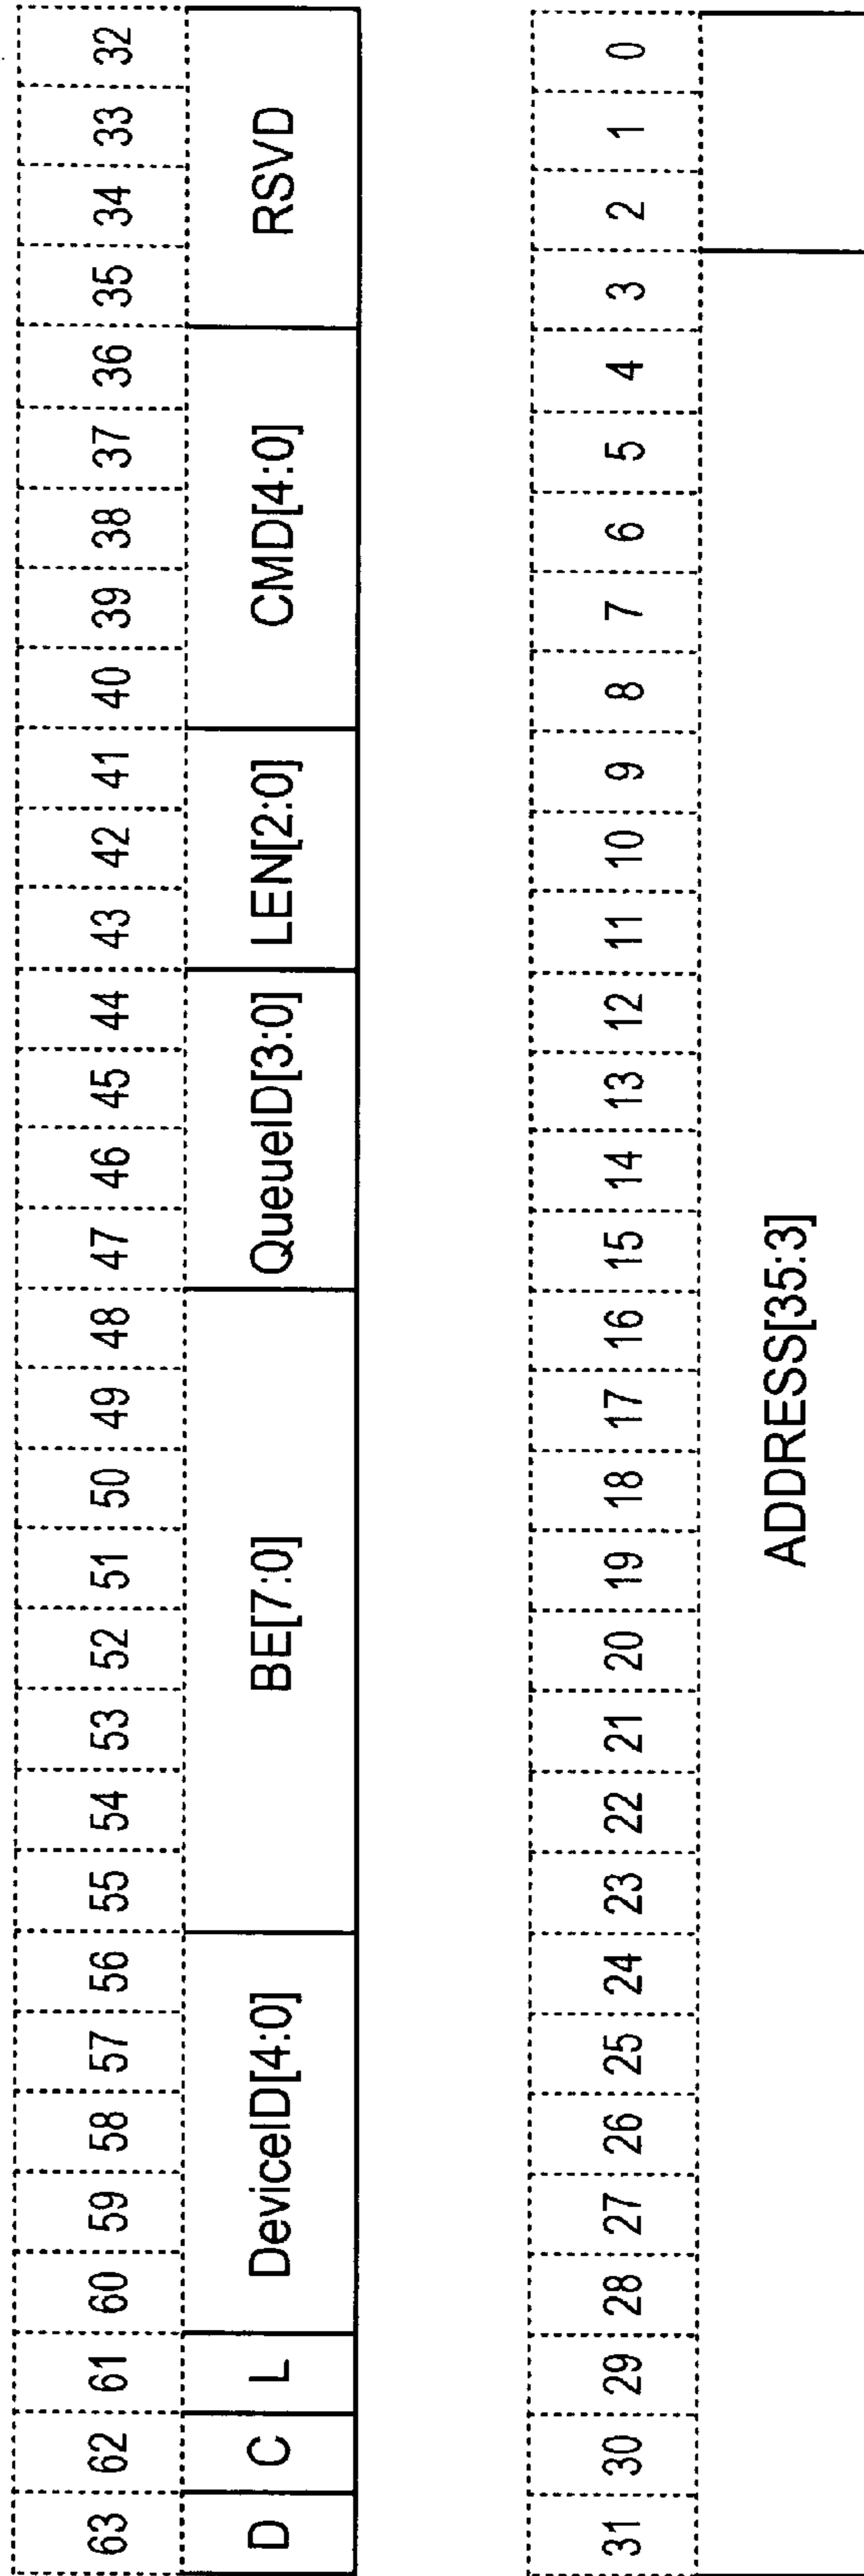 63 62 61 60 59 58 57 56 55 54 53 52 51 50 49 48 47 46 45 44 43 42 41 40 39 38 37 36 35 34 33 32
D C L DeviceID[4:0] BE[7:0] QueueID[3:0] LEN[2:0] CMD[4:0] RSVD
31 30 29 28 27 26 25 24 23 22 21 20 19 18 17 16 15 14 13 12 11 10 9 8 7 6 5 4 3 2 1 0
ADDRESS[35:3]